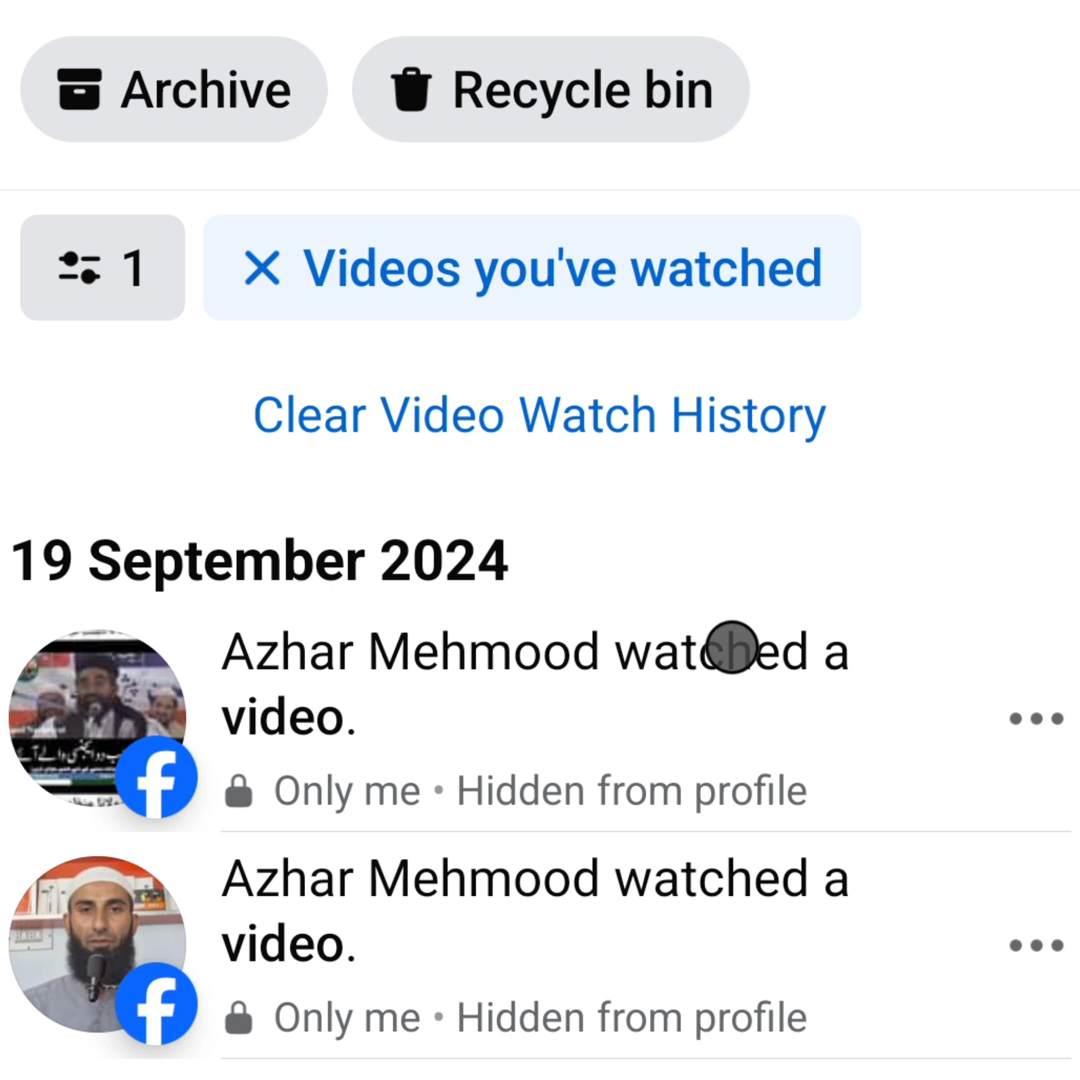 Archive
Recycle bin
1
Videos you've watched
Clear Video Watch History
19 September 2024
Azhar Mehmood watched a
video.
Only me • Hidden from profile
Azhar Mehmood watched a
video.
Only me • Hidden from profile